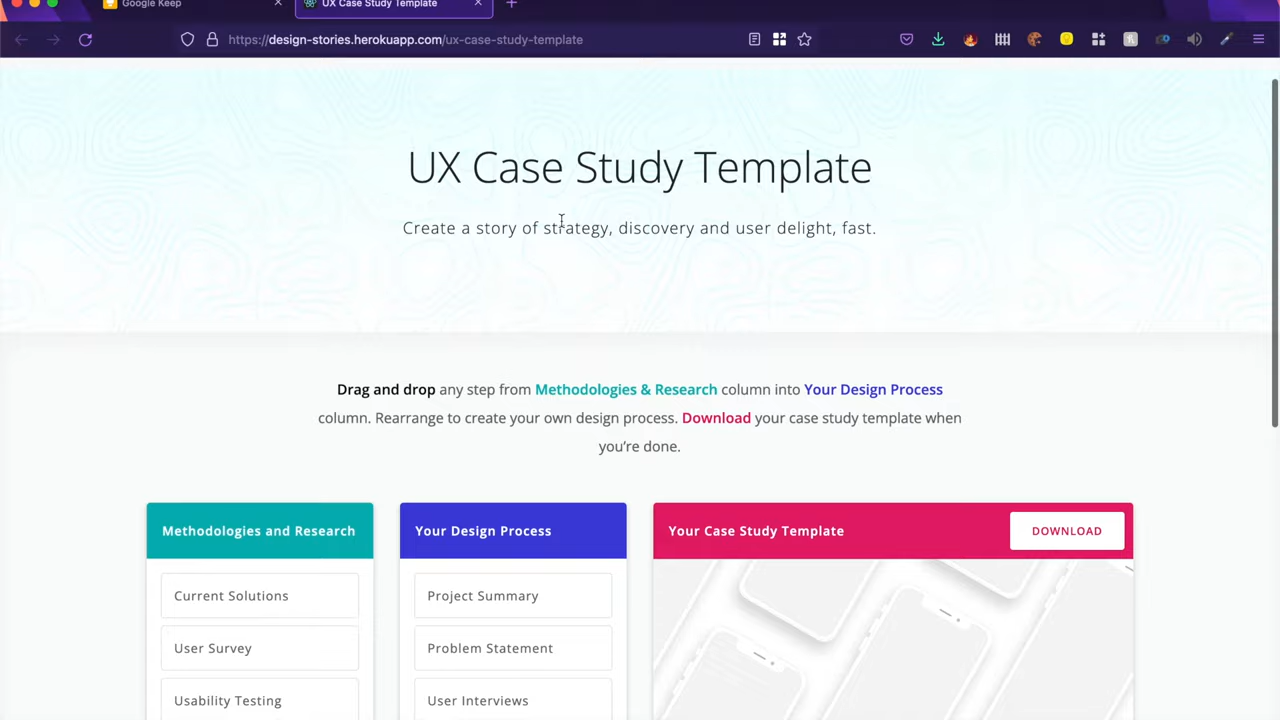 Google Keep
UX Case Study Template
https://design-stories.herokuapp.com/ux-case-study-template
UX Case Study Template
Create a story of strategy, discovery and user delight, fast.
Drag and drop any step from Methodologies & Research column into Your Design Process
column. Rearrange to create your own design process. Download your case study template when
you're done.
Methodologies and Research
Current Solutions
User Survey
Usability Testing
Your Design Process
Project Summary
Problem Statement
User Interviews
Your Case Study Template
DOWNLOAD